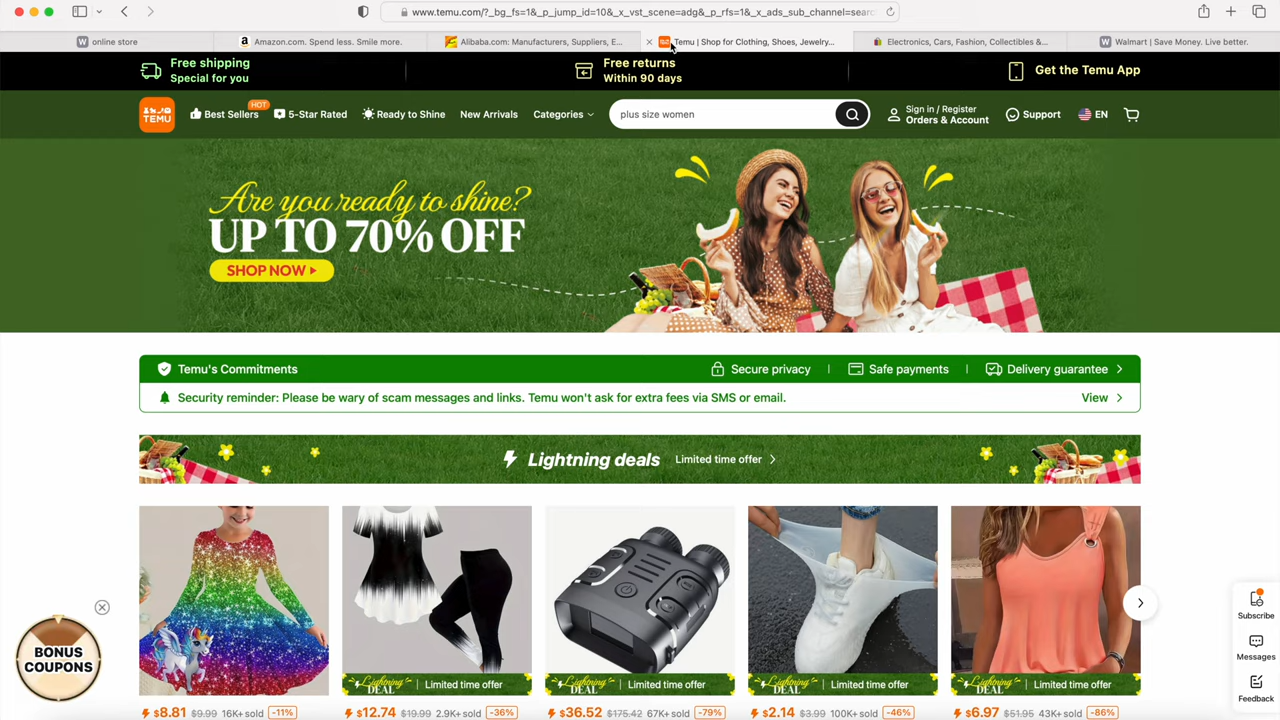 www.temu.com/?_bg_fs=1&_p_jump_id=10&_x_vst_scene=adg&_p_rfs=1&_x_ads_sub_channel=sear
online store
Amazon.com. Spend less. Smile more.
Alibaba.com: Manufacturers, Suppliers, E...
Temu | Shop for Clothing, Shoes, Jewelry...
Electronics, Cars, Fashion, Collectibles &...
Walmart | Save Money. Live better.
Free shipping
Special for you
Free returns
Within 90 days
Get the Temu App
TEMU
Best Sellers
HOT
5-Star Rated
Ready to Shine
New Arrivals
Categories
plus size women
Sign in / Register
Orders & Account
Support
EN
Are you ready to shine?
UP TO 70% OFF
SHOP NOW
Temu's Commitments
Secure privacy
Safe payments
Delivery guarantee
Security reminder: Please be wary of scam messages and links. Temu won't ask for extra fees via SMS or email.
View
Lightning deals
Limited time offer
Lightning DEAL Limited time offer
Lightning DEAL Limited time offer
Lightning DEAL Limited time offer
Lightning DEAL Limited time offer
$8.81 $9.99 16K+ sold -11%
$12.74 $19.99 2.9K+ sold -36%
$36.52 $175.42 67K+ sold -79%
$2.14 $3.99 100K+ sold -46%
$6.97 $51.95 43K+ sold -86%
BONUS
COUPONS
Subscribe
Messages
Feedback